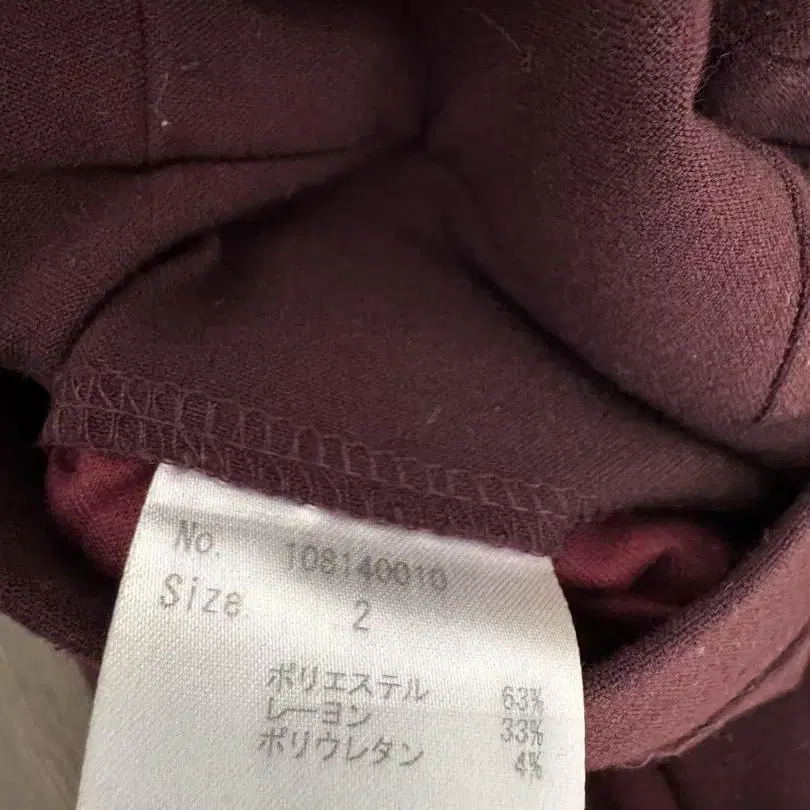 No. 108140010
Size 2
ポリエステル 63%
レーヨン 33%
ポリウレタン 4%